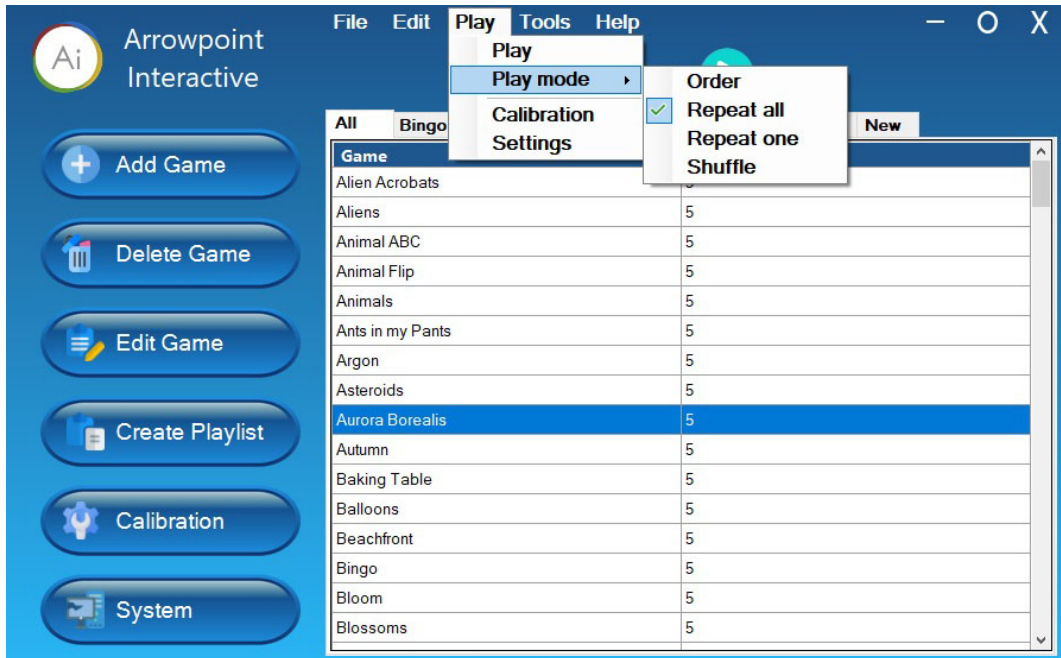 Ai
Arrowpoint
Interactive
File Edit Play Tools Help
– O X
Play
Play mode
Calibration
Settings
Order
Repeat all
Repeat one
Shuffle
All Bingo New
Add Game
Delete Game
Edit Game
Create Playlist
Calibration
System
Game
Alien Acrobats
Aliens 5
Animal ABC 5
Animal Flip 5
Animals 5
Ants in my Pants 5
Argon 5
Asteroids 5
Aurora Borealis 5
Autumn 5
Baking Table 5
Balloons 5
Beachfront 5
Bingo 5
Bloom 5
Blossoms 5